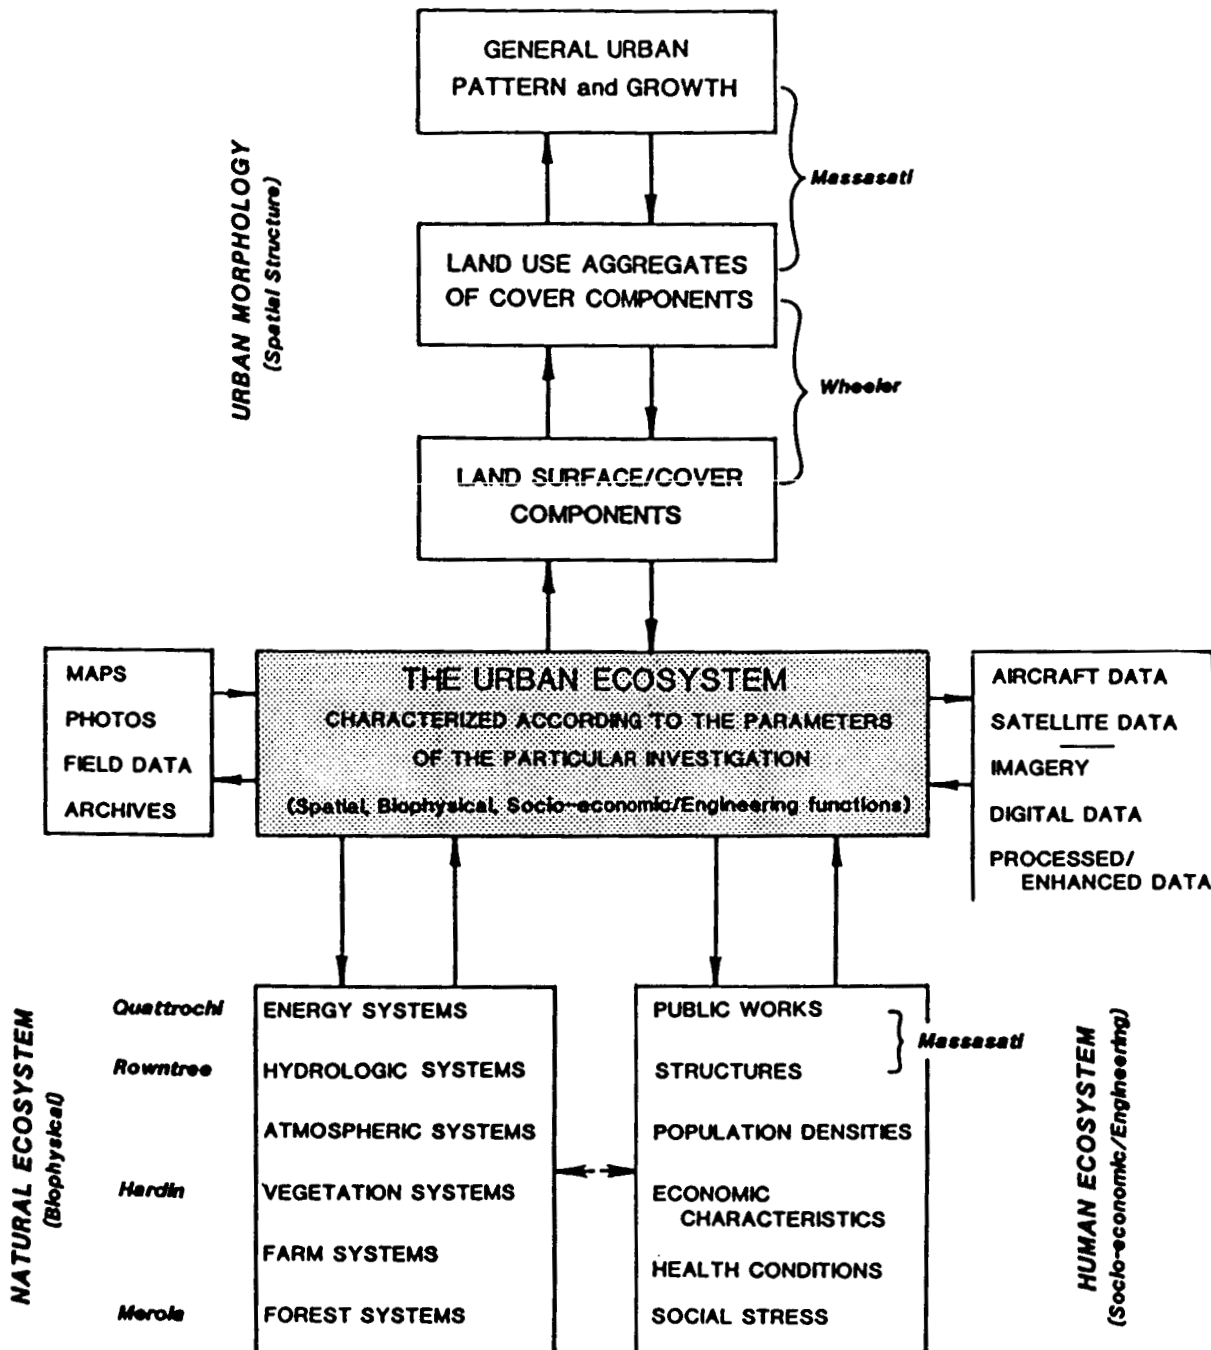 GENERAL URBAN
PATTERN and GROWTH
Massasati
URBAN MORPHOLOGY
(Spatial Structure)
LAND USE AGGREGATES
OF COVER COMPONENTS
Wheeler
LAND SURFACE/COVER
COMPONENTS
MAPS
PHOTOS
FIELD DATA
ARCHIVES
THE URBAN ECOSYSTEM
CHARACTERIZED ACCORDING TO THE PARAMETERS
OF THE PARTICULAR INVESTIGATION
(Spatial, Biophysical, Socio-economic/Engineering functions)
AIRCRAFT DATA
SATELLITE DATA
IMAGERY
DIGITAL DATA
PROCESSED/
ENHANCED DATA
NATURAL ECOSYSTEM
(Biophysical)
Quattrochi
Rowntree
Hardin
Merola
ENERGY SYSTEMS
HYDROLOGIC SYSTEMS
ATMOSPHERIC SYSTEMS
VEGETATION SYSTEMS
FARM SYSTEMS
FOREST SYSTEMS
PUBLIC WORKS
STRUCTURES
POPULATION DENSITIES
ECONOMIC
CHARACTERISTICS
HEALTH CONDITIONS
SOCIAL STRESS
Massasati
HUMAN ECOSYSTEM
(Socio-economic/Engineering)